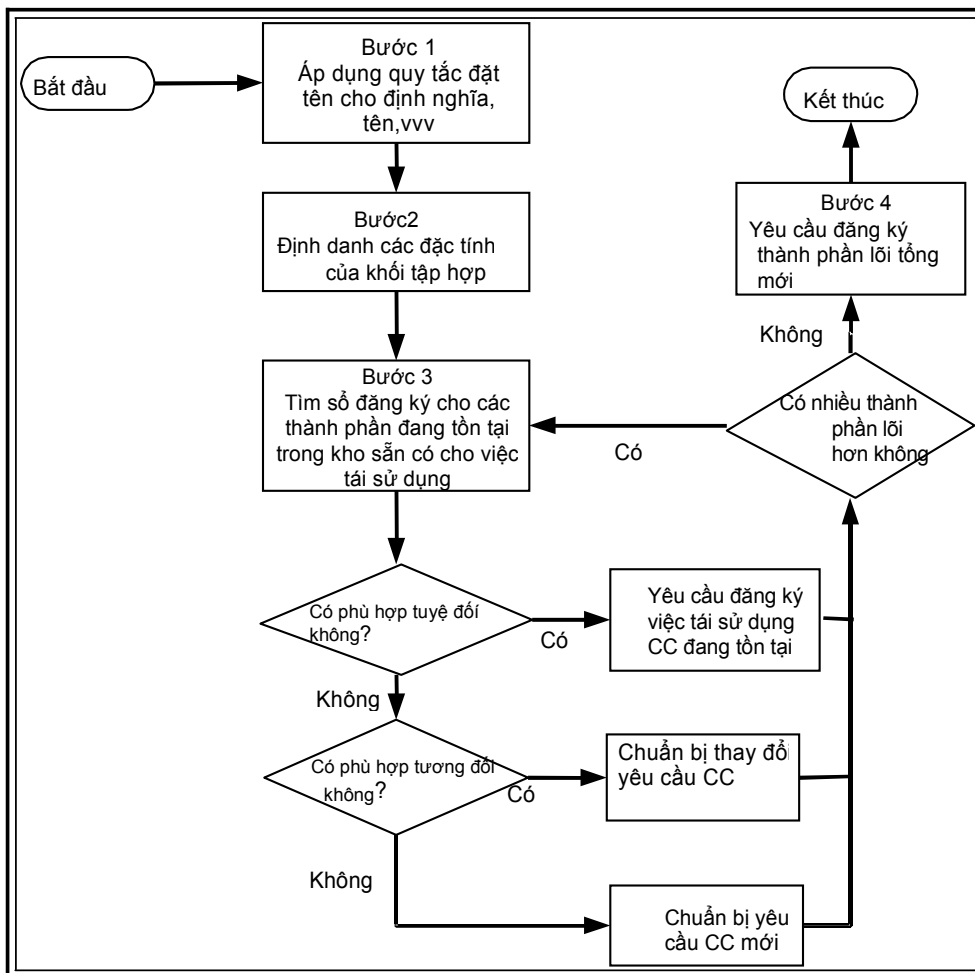 Bắt đầu
Bước 1
Áp dụng quy tắc đặt
tên cho định nghĩa,
tên,vvv
Bước2
Định danh các đặc tính
của khối tập hợp
Bước 3
Tìm sổ đăng ký cho các
thành phần đang tồn tại
trong kho sẵn có cho việc
tái sử dụng
Có phù hợp tuyệ đối
không?
Có
Yêu cầu đăng ký
việc tái sử dụng
CC đang tồn tại
Không
Có phù hợp tương đối
không?
Có
Chuẩn bị thay đổi
yêu cầu CC
Không
Chuẩn bị yêu
cầu CC mới
Có nhiều thành
phần lõi
hơn không
Có
Không
Bước 4
Yêu cầu đăng ký
thành phần lõi tổng
mới
Kết thúc